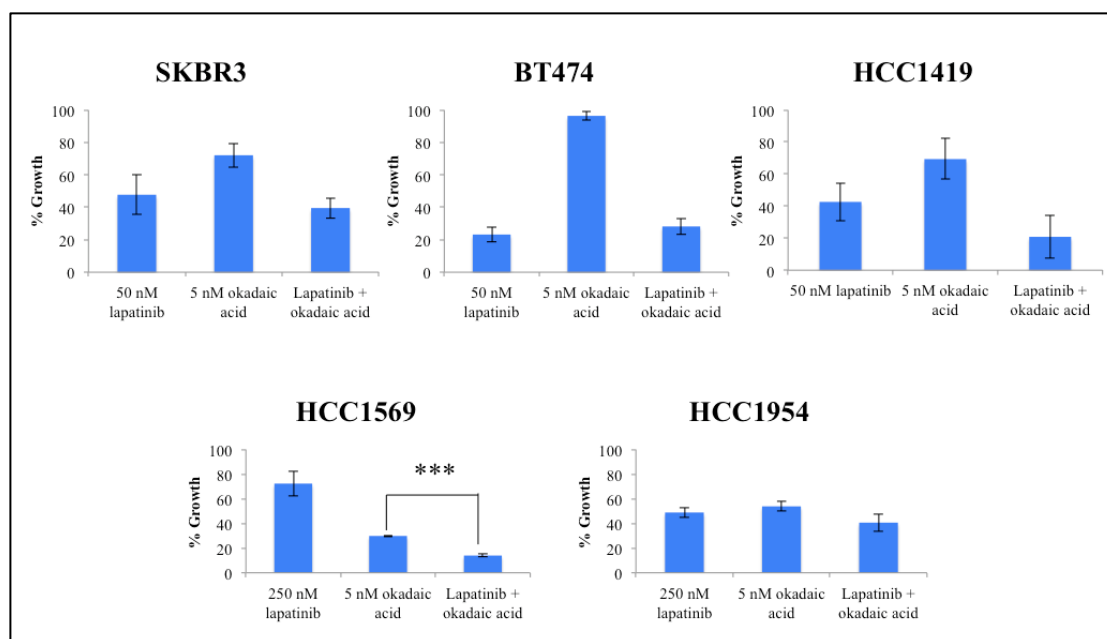 SKBR3
% Growth
100
80
60
40
20
0
50 nM
lapatinib
5 nM okadaic
acid
Lapatinib +
okadaic acid
BT474
% Growth
100
80
60
40
20
0
50 nM
lapatinib
5 nM okadaic
acid
Lapatinib +
okadaic acid
HCC1419
% Growth
100
80
60
40
20
0
50 nM lapatinib
5 nM okadaic
acid
Lapatinib +
okadaic acid
HCC1569
% Growth
100
80
60
40
20
0
***
250 nM
lapatinib
5 nM okadaic
acid
Lapatinib +
okadaic acid
HCC1954
% Growth
100
80
60
40
20
0
250 nM
lapatinib
5 nM okadaic
acid
Lapatinib +
okadaic acid